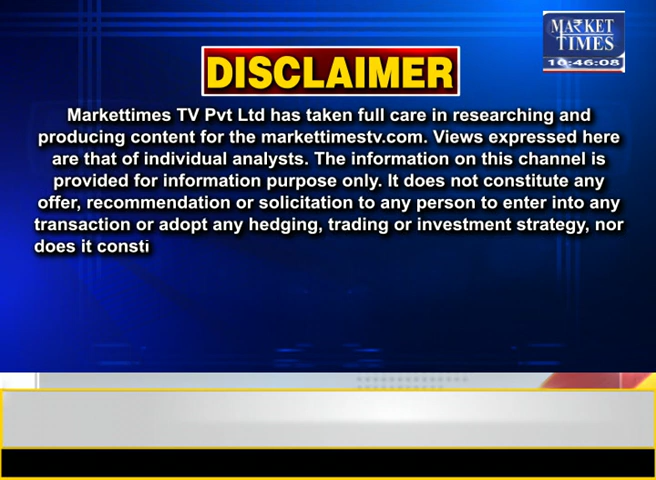 MARKET
TIMES
10:46:08
DISCLAIMER
Markettimes TV Pvt Ltd has taken full care in researching and
producing content for the markettimestv.com. Views expressed here
are that of individual analysts. The information on this channel is
provided for information purpose only. It does not constitute any
offer, recommendation or solicitation to any person to enter into any
transaction or adopt any hedging, trading or investment strategy, nor
does it consti